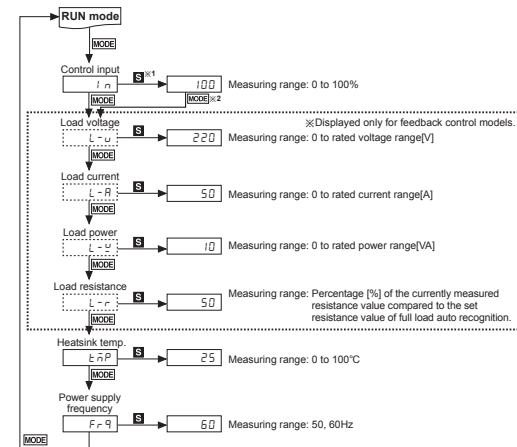 RUN mode
MODE
Control input
In
S ※1
100
Measuring range: 0 to 100%
MODE
MODE ※2
※Displayed only for feedback control models.
Load voltage
L-u
S
220
Measuring range: 0 to rated voltage range[V]
MODE
Load current
L-A
S
50
Measuring range: 0 to rated current range[A]
MODE
Load power
S
10
Measuring range: 0 to rated power range[VA]
MODE
Load resistance
L-r
S
50
Measuring range: Percentage [%] of the currently measured
resistance value compared to the set
resistance value of full load auto recognition.
MODE
Heatsink temp.
S
25
Measuring range: 0 to 100℃
MODE
Power supply
frequency
Frq
S
60
Measuring range: 50, 60Hz
MODE